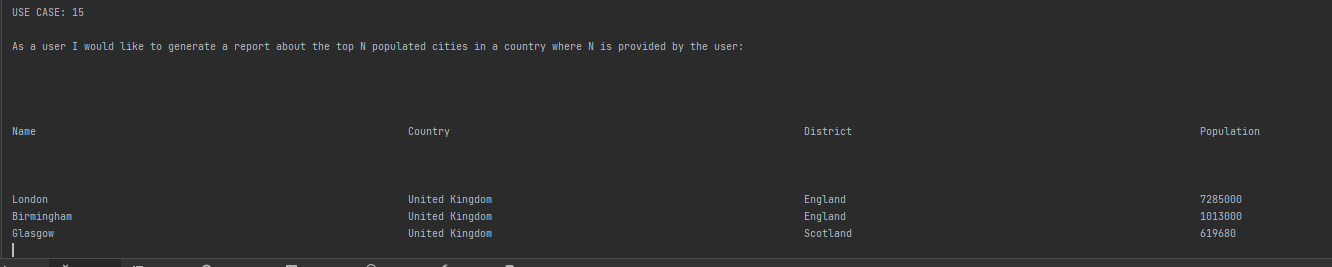 USE CASE: 15
As a user I would like to generate a report about the top N populated cities in a country where N is provided by the user:
Name Country District Population
London United Kingdom England 7285000
Birmingham United Kingdom England 1013000
Glasgow United Kingdom Scotland 619680